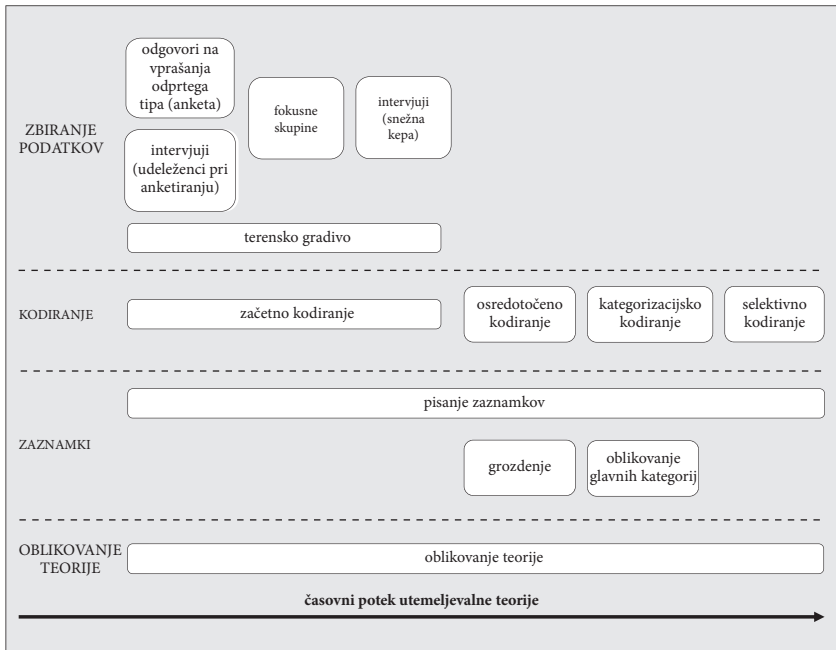 ZBIRANJE
PODATKOV
odgovori na
vprašanja
odprtega
tipa (anketa)
intervjuji
(udeleženci pri
anketiranju)
fokusne
skupine
intervjuji
(snežna
kepa)
terensko gradivo
KODIRANJE
začetno kodiranje
osredotočeno
kodiranje
kategorizacijsko
kodiranje
selektivno
kodiranje
ZAZNAMKI
pisanje zaznamkov
grozdenje
oblikovanje
glavnih kategorij
OBLIKOVANJE
TEORIJE
oblikovanje teorije
časovni potek utemeljevalne teorije